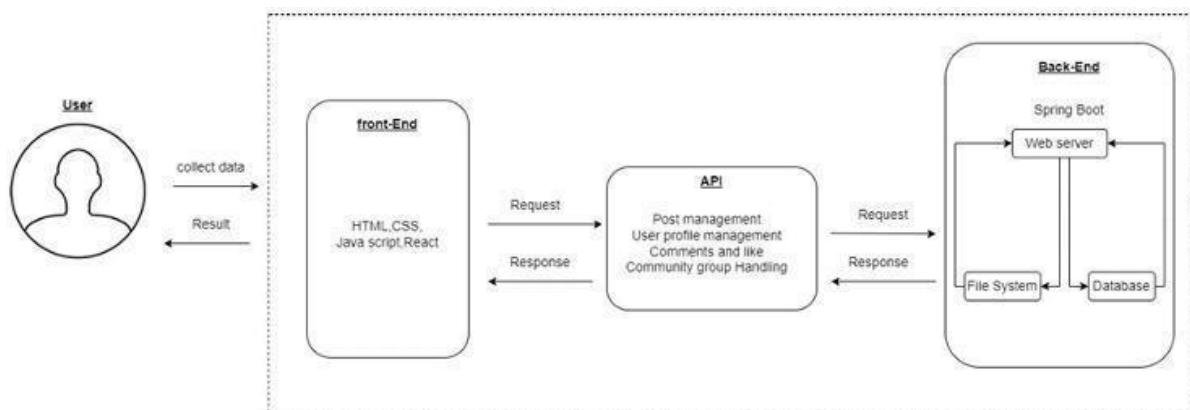 User
collect data
Result
front-End
HTML,CSS,
Java script,React
Request
Response
API
Post management
User profile management
Comments and like
Community group Handling
Request
Response
Back-End
Spring Boot
Web server
File System
Database